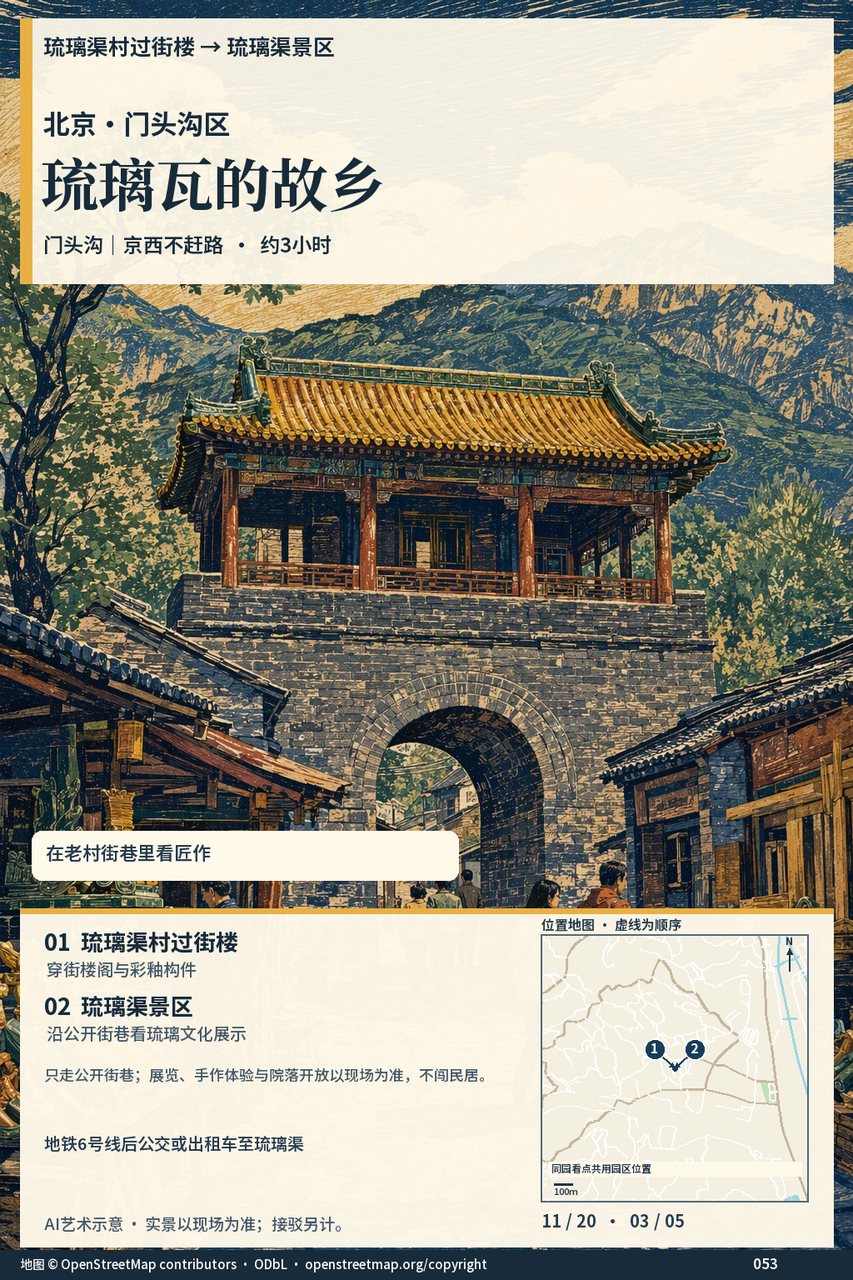 琉璃渠村过街楼 → 琉璃渠景区
北京·门头沟区
琉璃瓦的故乡
门头沟｜京西不赶路 · 约3小时
在老村街巷里看匠作
01 琉璃渠村过街楼
穿街楼阁与彩釉构件
02 琉璃渠景区
沿公开街巷看琉璃文化展示
只走公开街巷；展览、手作体验与院落开放以现场为准，不闯民居。
地铁6号线后公交或出租车至琉璃渠
AI艺术示意 · 实景以现场为准；接驳另计。
位置地图 · 虚线为顺序
N
1
2
同园看点共用园区位置
100m
11 / 20 · 03 / 05
地图 © OpenStreetMap contributors · ODbL · openstreetmap.org/copyright
053